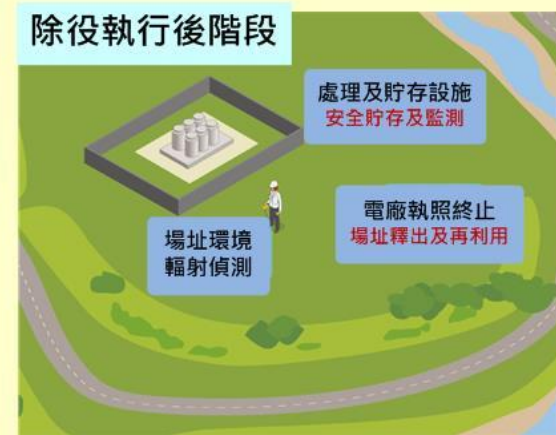 除役執行後階段
處理及貯存設施
安全貯存及監測
電廠執照終止
場址釋出及再利用
場址環境
輻射偵測